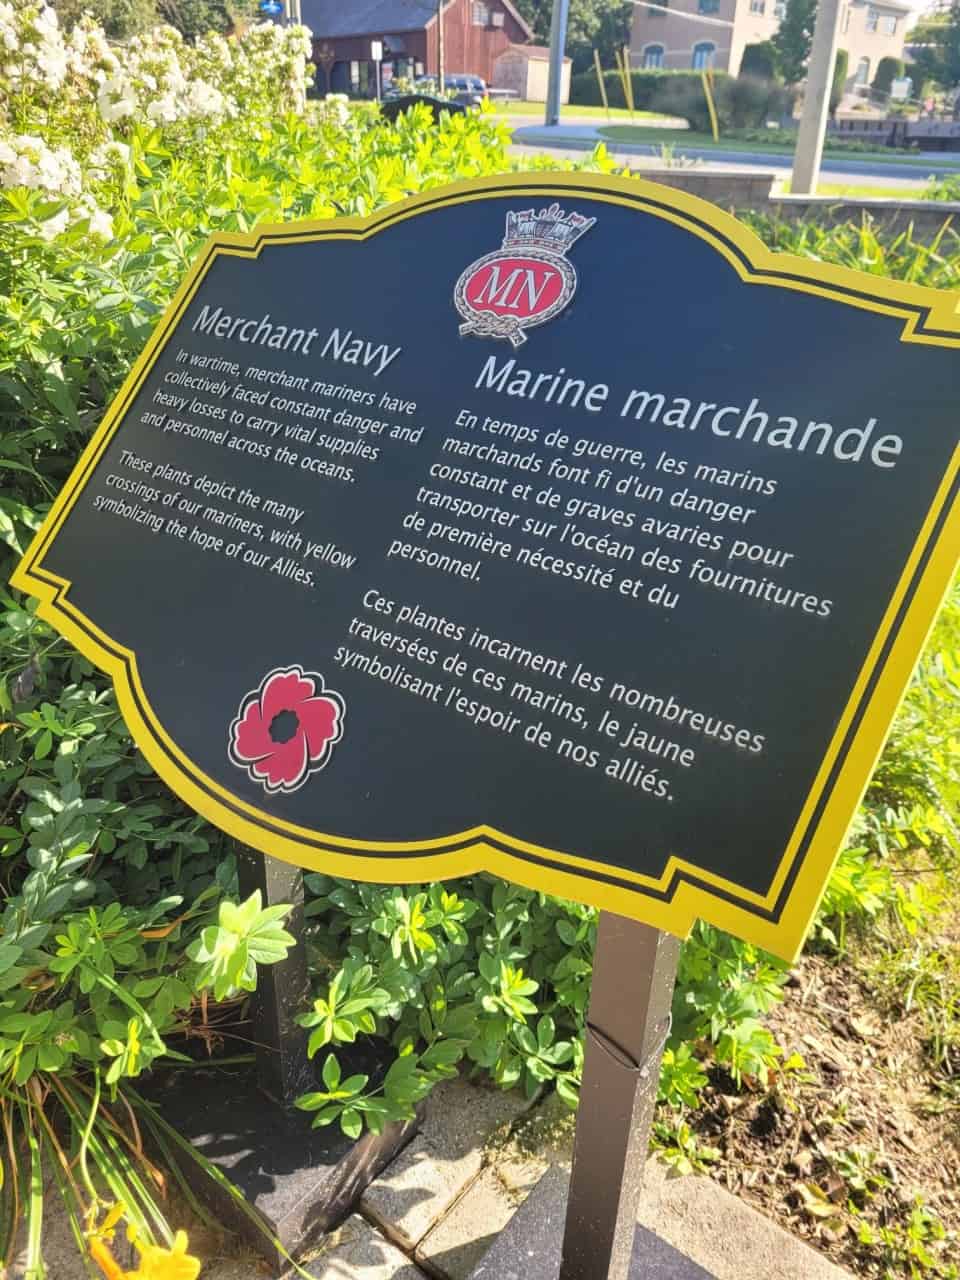 MN
Merchant Navy
In wartime, merchant mariners have
collectively faced constant danger and
heavy losses to carry vital supplies
and personnel across the oceans.
These plants depict the many
crossings of our mariners, with yellow
symbolizing the hope of our Allies.
Marine marchande
En temps de guerre, les marins
marchands font fi d'un danger
constant et de graves avaries pour
transporter sur l'océan des fournitures
de première nécessité et du
personnel.
Ces plantes incarnent les nombreuses
traversées de ces marins, le jaune
symbolisant l'espoir de nos alliés.